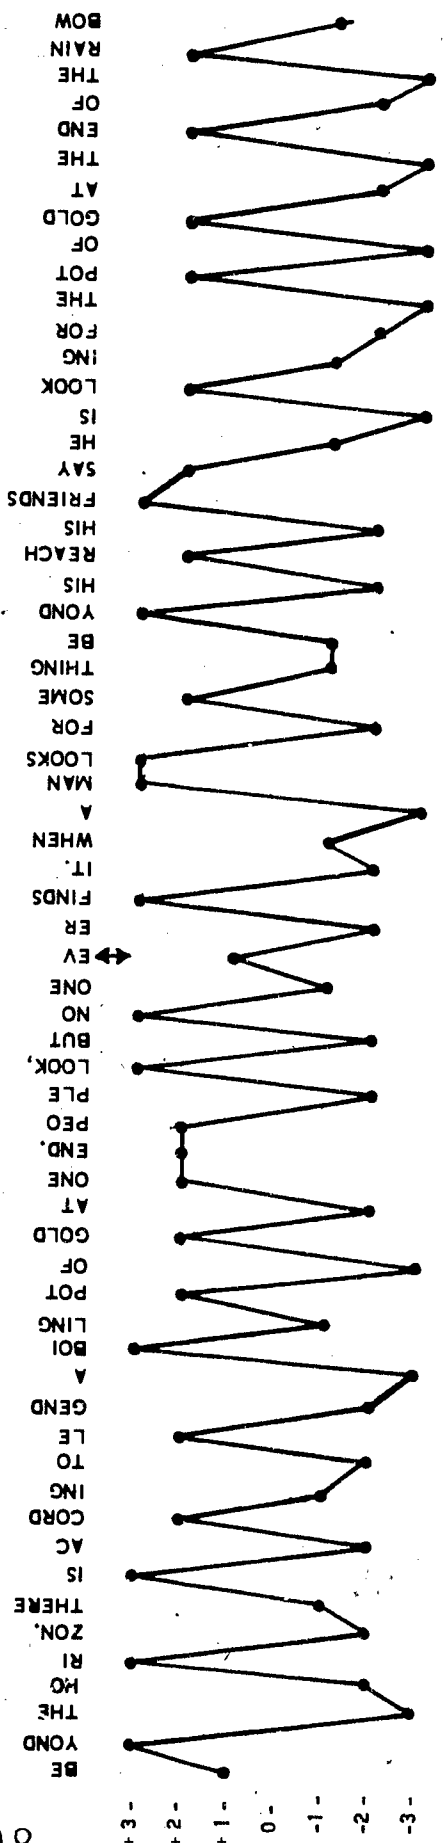 BE
YOND
THE
HO
RI
ZON,
THERE
IS
AC
CORD
ING
TO
LE
GEND
A
BOI
LING
POT
OF
GOLD
AT
ONE
END.
PEO
PLE
LOOK,
BUT
NO
ONE
EV
ER
FINDS
IT.
WHEN
A
MAN
LOOKS
FOR
SOME
THING
BE
YOND
HIS
REACH
HIS
FRIENDS
SAY
HE
IS
LOOK
ING
FOR
THE
POT
OF
GOLD
AT
THE
END
OF
THE
RAIN
BOW
+3-
+2-
+1-
0-
-1-
-2-
-3-